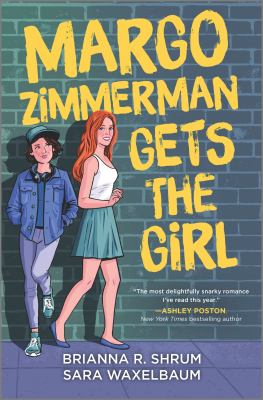 MARGO
ZiMMERMAN
GETS
THE
GiRL
"The most delightfully snarky romance
I've read this year."
—ASHLEY POSTON
New York Times bestselling author
BRIANNA R. SHRUM
SARA WAXELBAUM